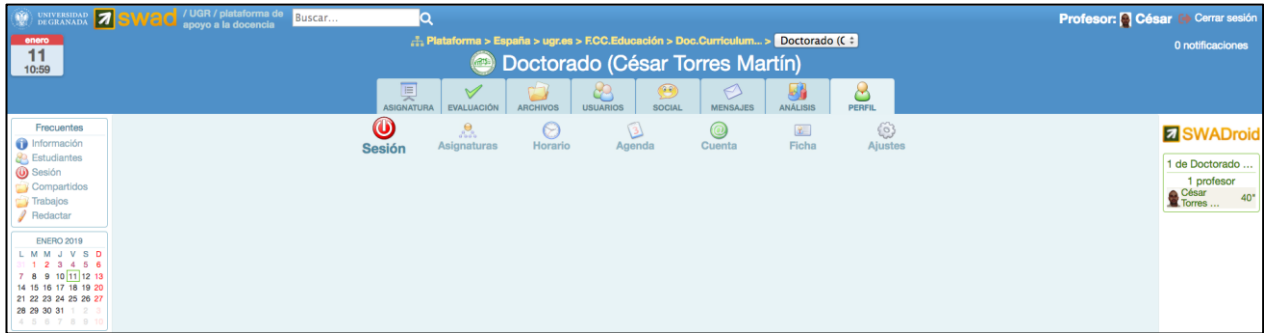 UNIVERSIDAD DE GRANADA swad / UGR / plataforma de apoyo a la docencia Buscar... Profesor: César Cerrar sesión
enero
11
10:59
Plataforma > España > ugr.es > F.CC.Educación > Doc.Curriculum... > Doctorado (C
0 notificaciones
Doctorado (César Torres Martín)
ASIGNATURA EVALUACIÓN ARCHIVOS USUARIOS SOCIAL MENSAJES ANÁLISIS PERFIL
Sesión Asignaturas Horario Agenda Cuenta Ficha Ajustes
Frecuentes
Información
Estudiantes
Sesión
Compartidos
Trabajos
Redactar
ENERO 2019
L M M J V S D
31 1 2 3 4 5 6
7 8 9 10 11 12 13
14 15 16 17 18 19 20
21 22 23 24 25 26 27
28 29 30 31 1 2 3
4 5 6 7 8 9 10
SWADroid
1 de Doctorado ...
1 profesor
César Torres ... 40"